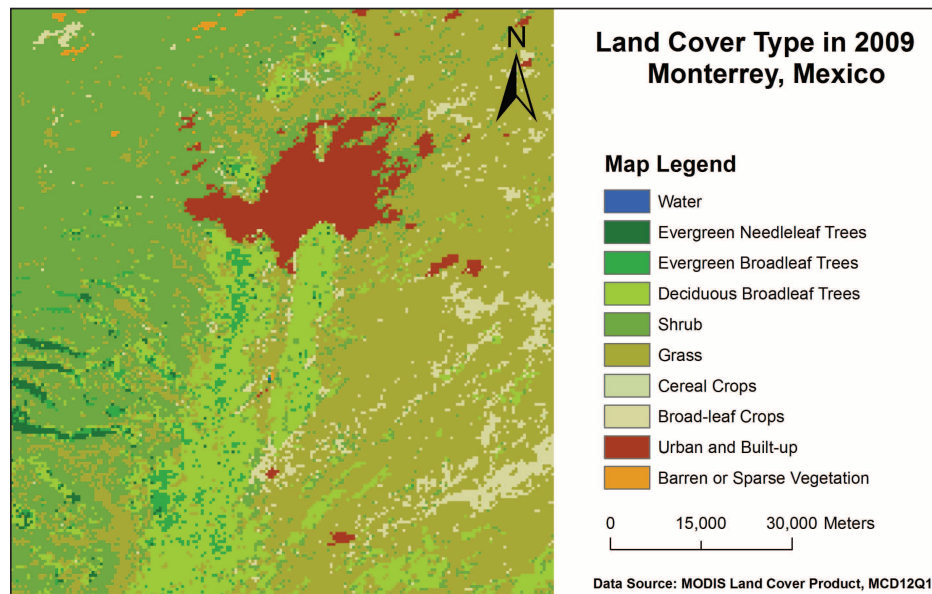 N
Land Cover Type in 2009
Monterrey, Mexico
Map Legend
Water
Evergreen Needleleaf Trees
Evergreen Broadleaf Trees
Deciduous Broadleaf Trees
Shrub
Grass
Cereal Crops
Broad-leaf Crops
Urban and Built-up
Barren or Sparse Vegetation
0 15,000 30,000 Meters
Data Source: MODIS Land Cover Product, MCD12Q1